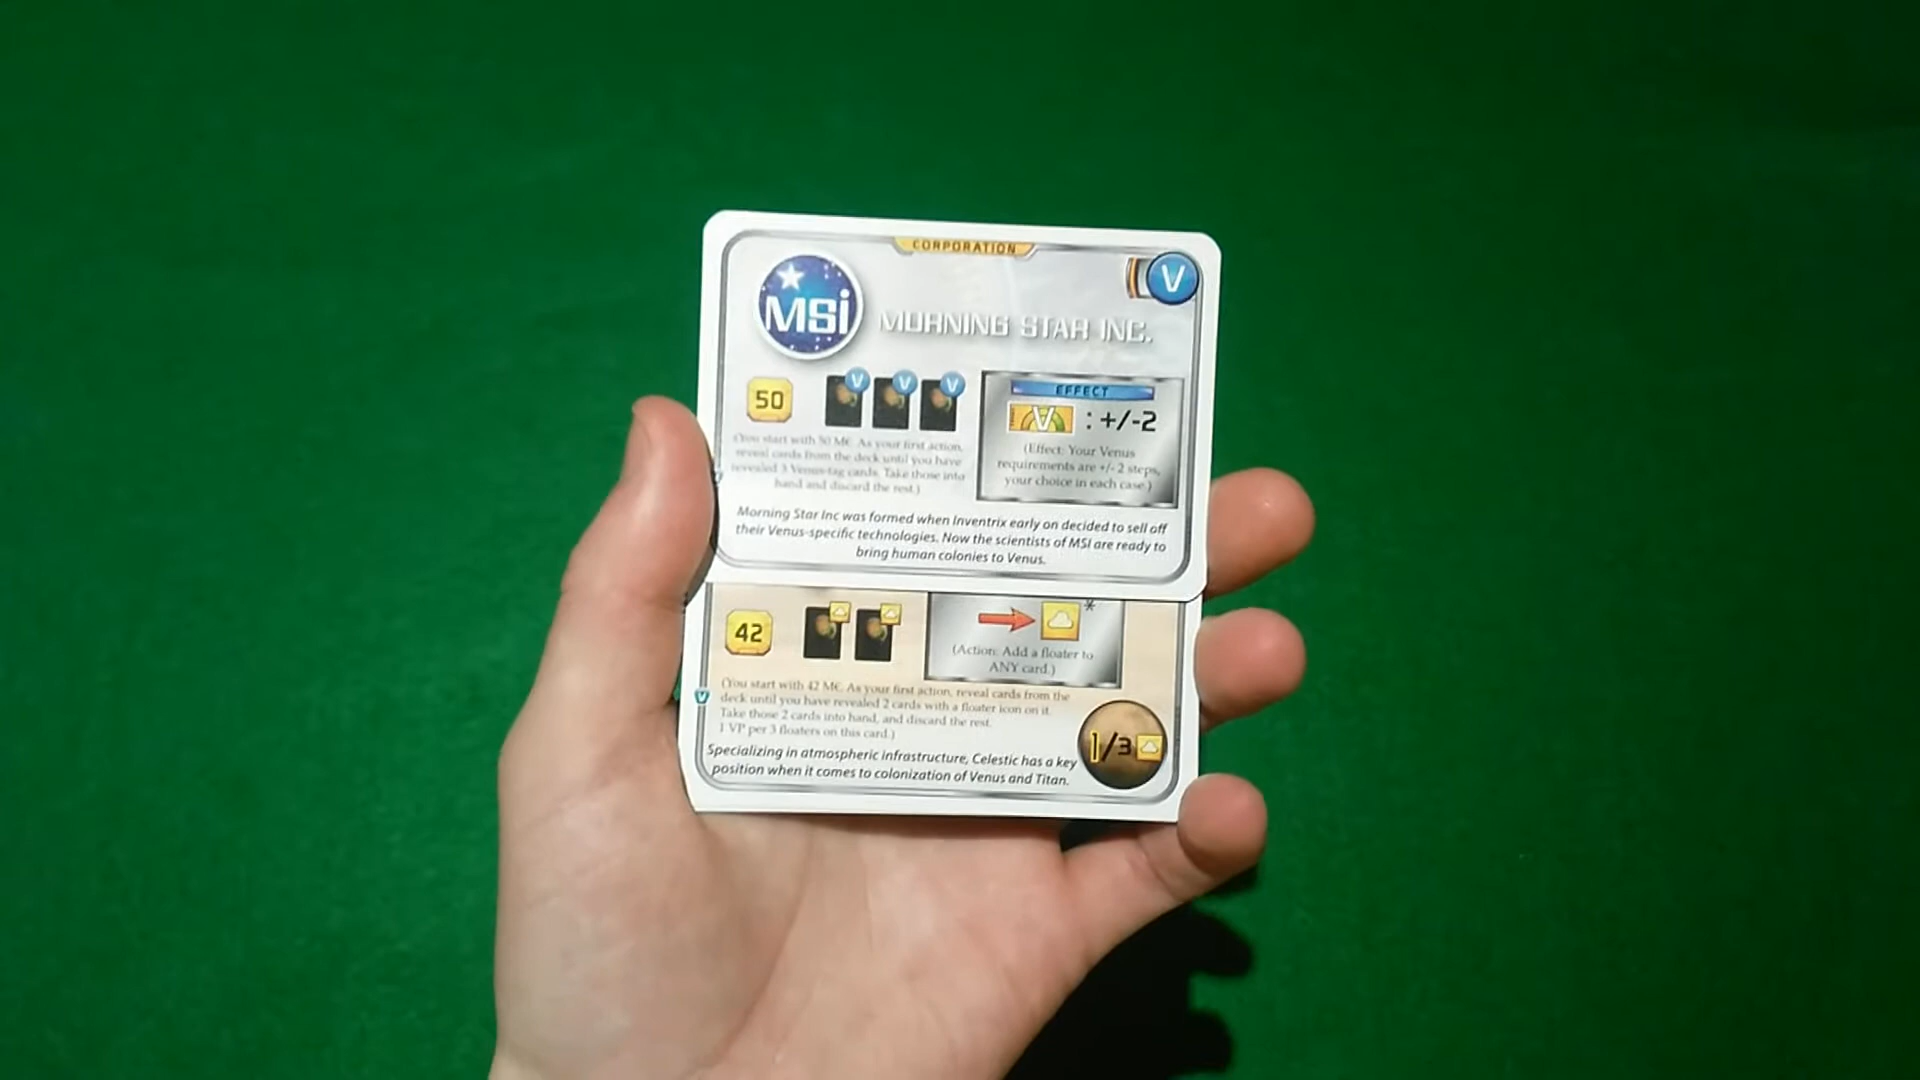 CORPORATION
V
MSi MORNING STAR INC.
50
V V V
EFFECT
V : +/-2
(You start with 50 M€. As your first action,
reveal cards from the deck until you have
revealed 3 Venus-tag cards. Take those into
hand and discard the rest.)
(Effect: Your Venus
requirements are +/- 2 steps,
your choice in each case.)
Morning Star Inc was formed when Inventrix early on decided to sell off
their Venus-specific technologies. Now the scientists of MSI are ready to
bring human colonies to Venus.
42
*
(Action: Add a floater to
ANY card.)
V
(You start with 42 M€. As your first action, reveal cards from the
deck until you have revealed 2 cards with a floater icon on it.
Take those 2 cards into hand, and discard the rest.
1 VP per 3 floaters on this card.)
1/3
Specializing in atmospheric infrastructure, Celestic has a key
position when it comes to colonization of Venus and Titan.